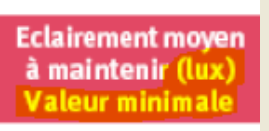 Eclairement moyen
à maintenir (lux)
Valeur minimale